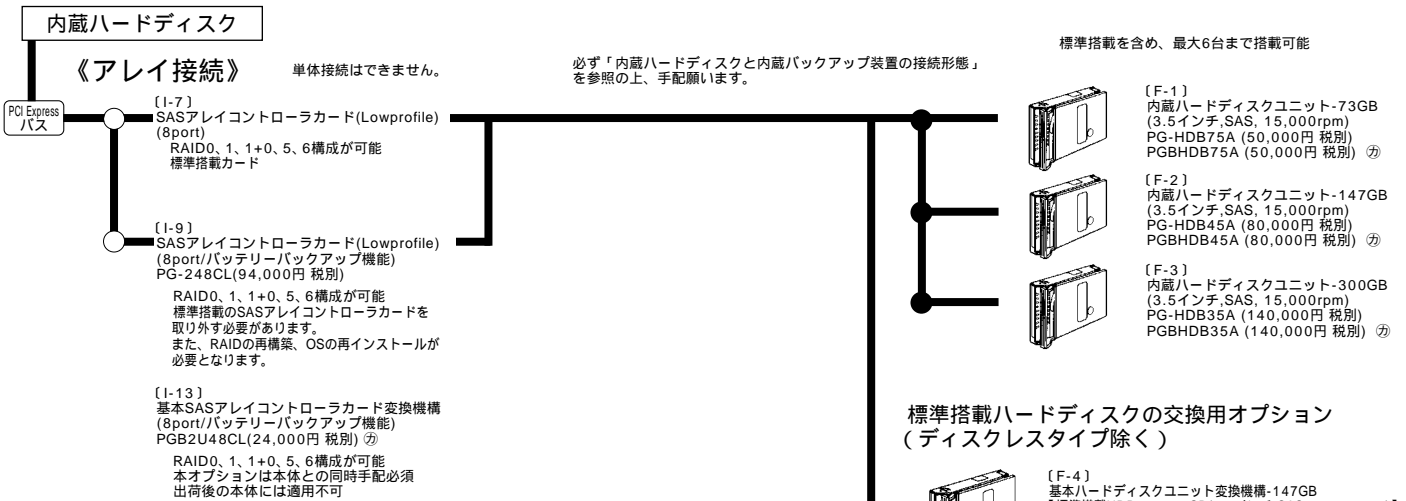 内蔵ハードディスク
《アレイ接続》
単体接続はできません。
必ず「内蔵ハードディスクと内蔵バックアップ装置の接続形態」
を参照の上、手配願います。
標準搭載を含め、最大6台まで搭載可能
PCI Express
バス
〔I-7〕
SASアレイコントローラカード(Lowprofile)
(8port)
RAID0、1、1+0、5、6構成が可能
標準搭載カード
〔I-9〕
SASアレイコントローラカード(Lowprofile)
(8port/バッテリーバックアップ機能)
PG-248CL(94,000円 税別)
RAID0、1、1+0、5、6構成が可能
標準搭載のSASアレイコントローラカードを
取り外す必要があります。
また、RAIDの再構築、OSの再インストールが
必要となります。
〔I-13〕
基本SASアレイコントローラカード変換機構
(8port/バッテリーバックアップ機能)
PGB2U48CL(24,000円 税別) ㋕
RAID0、1、1+0、5、6構成が可能
本オプションは本体との同時手配必須
出荷後の本体には適用不可
〔F-1〕
内蔵ハードディスクユニット-73GB
(3.5インチ,SAS, 15,000rpm)
PG-HDB75A (50,000円 税別)
PGBHDB75A (50,000円 税別) ㋕
〔F-2〕
内蔵ハードディスクユニット-147GB
(3.5インチ,SAS, 15,000rpm)
PG-HDB45A (80,000円 税別)
PGBHDB45A (80,000円 税別) ㋕
〔F-3〕
内蔵ハードディスクユニット-300GB
(3.5インチ,SAS, 15,000rpm)
PG-HDB35A (140,000円 税別)
PGBHDB35A (140,000円 税別) ㋕
標準搭載ハードディスクの交換用オプション
(ディスクレスタイプ除く)
〔F-4〕
基本ハードディスクユニット変換機構-147GB